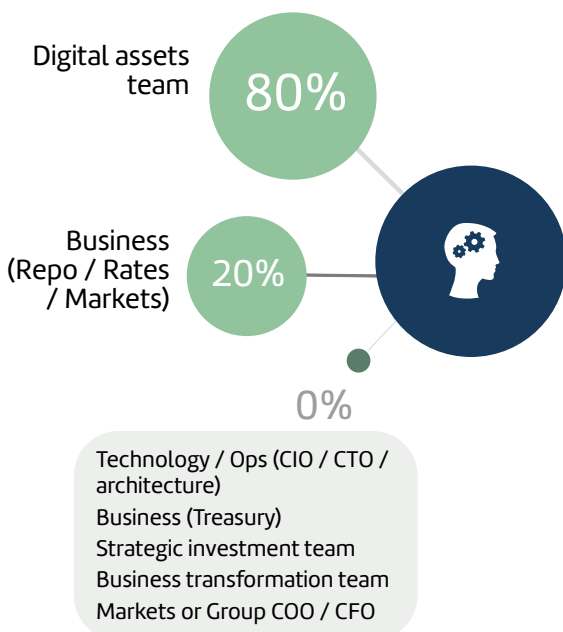 Digital assets
team
80%
Business
(Repo / Rates
/ Markets)
20%
0%
Technology / Ops (CIO / CTO /
architecture)
Business (Treasury)
Strategic investment team
Business transformation team
Markets or Group COO / CFO